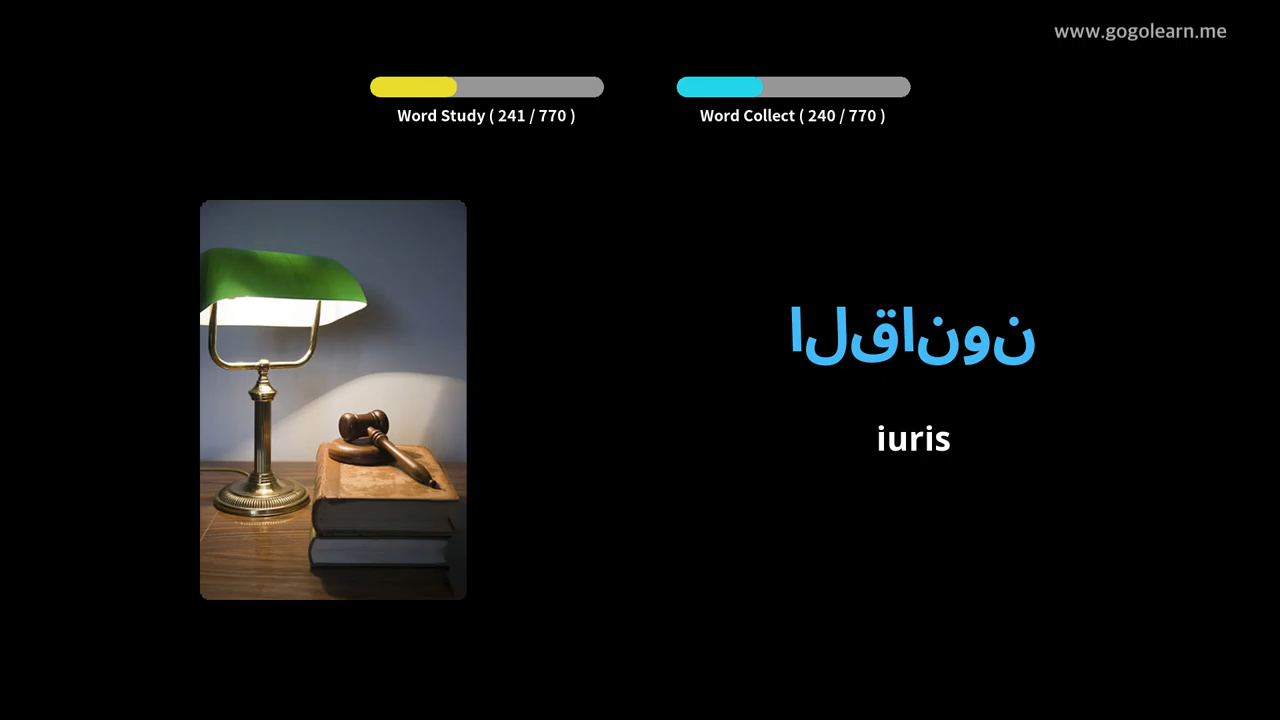 www.gogolearn.me
Word Study ( 241 / 770 )
Word Collect ( 240 / 770 )
القانون
iuris